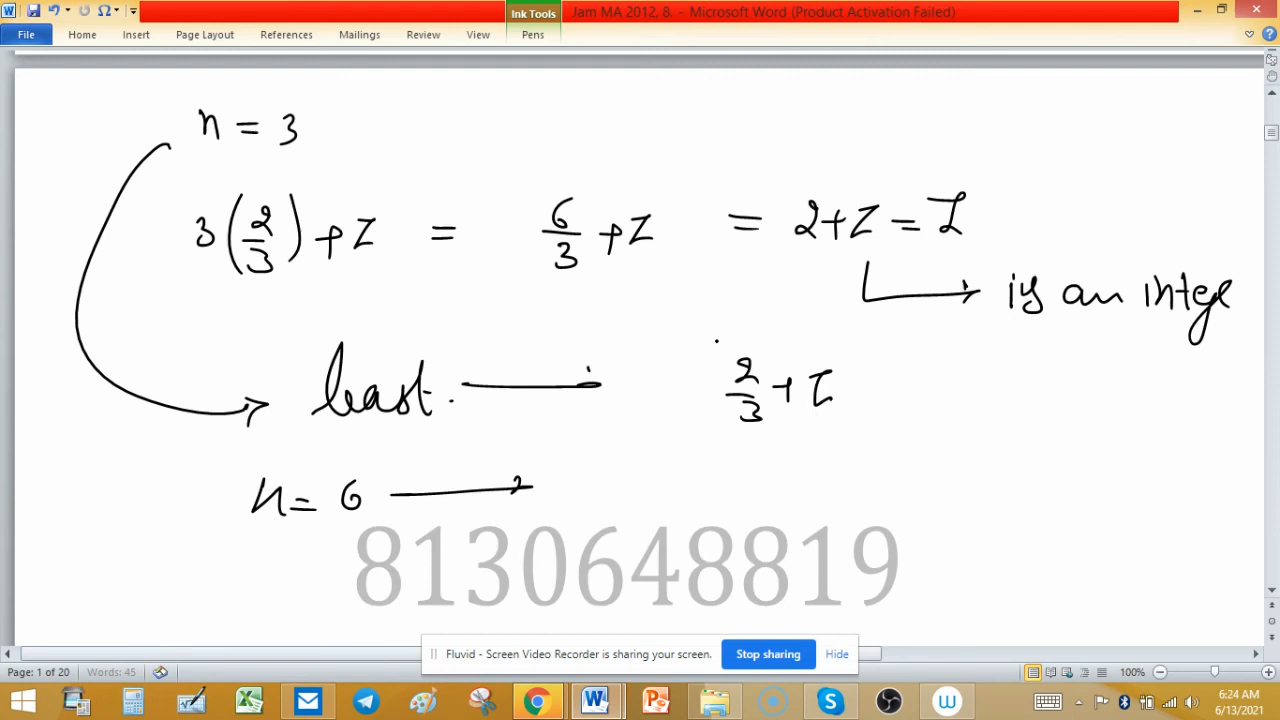 Ink Tools
Jam MA 2012, 8. - Microsoft Word (Product Activation Failed)
File Home Insert Page Layout References Mailings Review View Pens
n = 3
3(2/3) + Z = 6/3 + Z = 2 + Z = Z
is an intege
least. 2/3 + Z
n = 6
8130648819
Fluvid - Screen Video Recorder is sharing your screen. Stop sharing Hide
Page: 1 of 20 Words: 45 100%
6:24 AM
6/13/2021